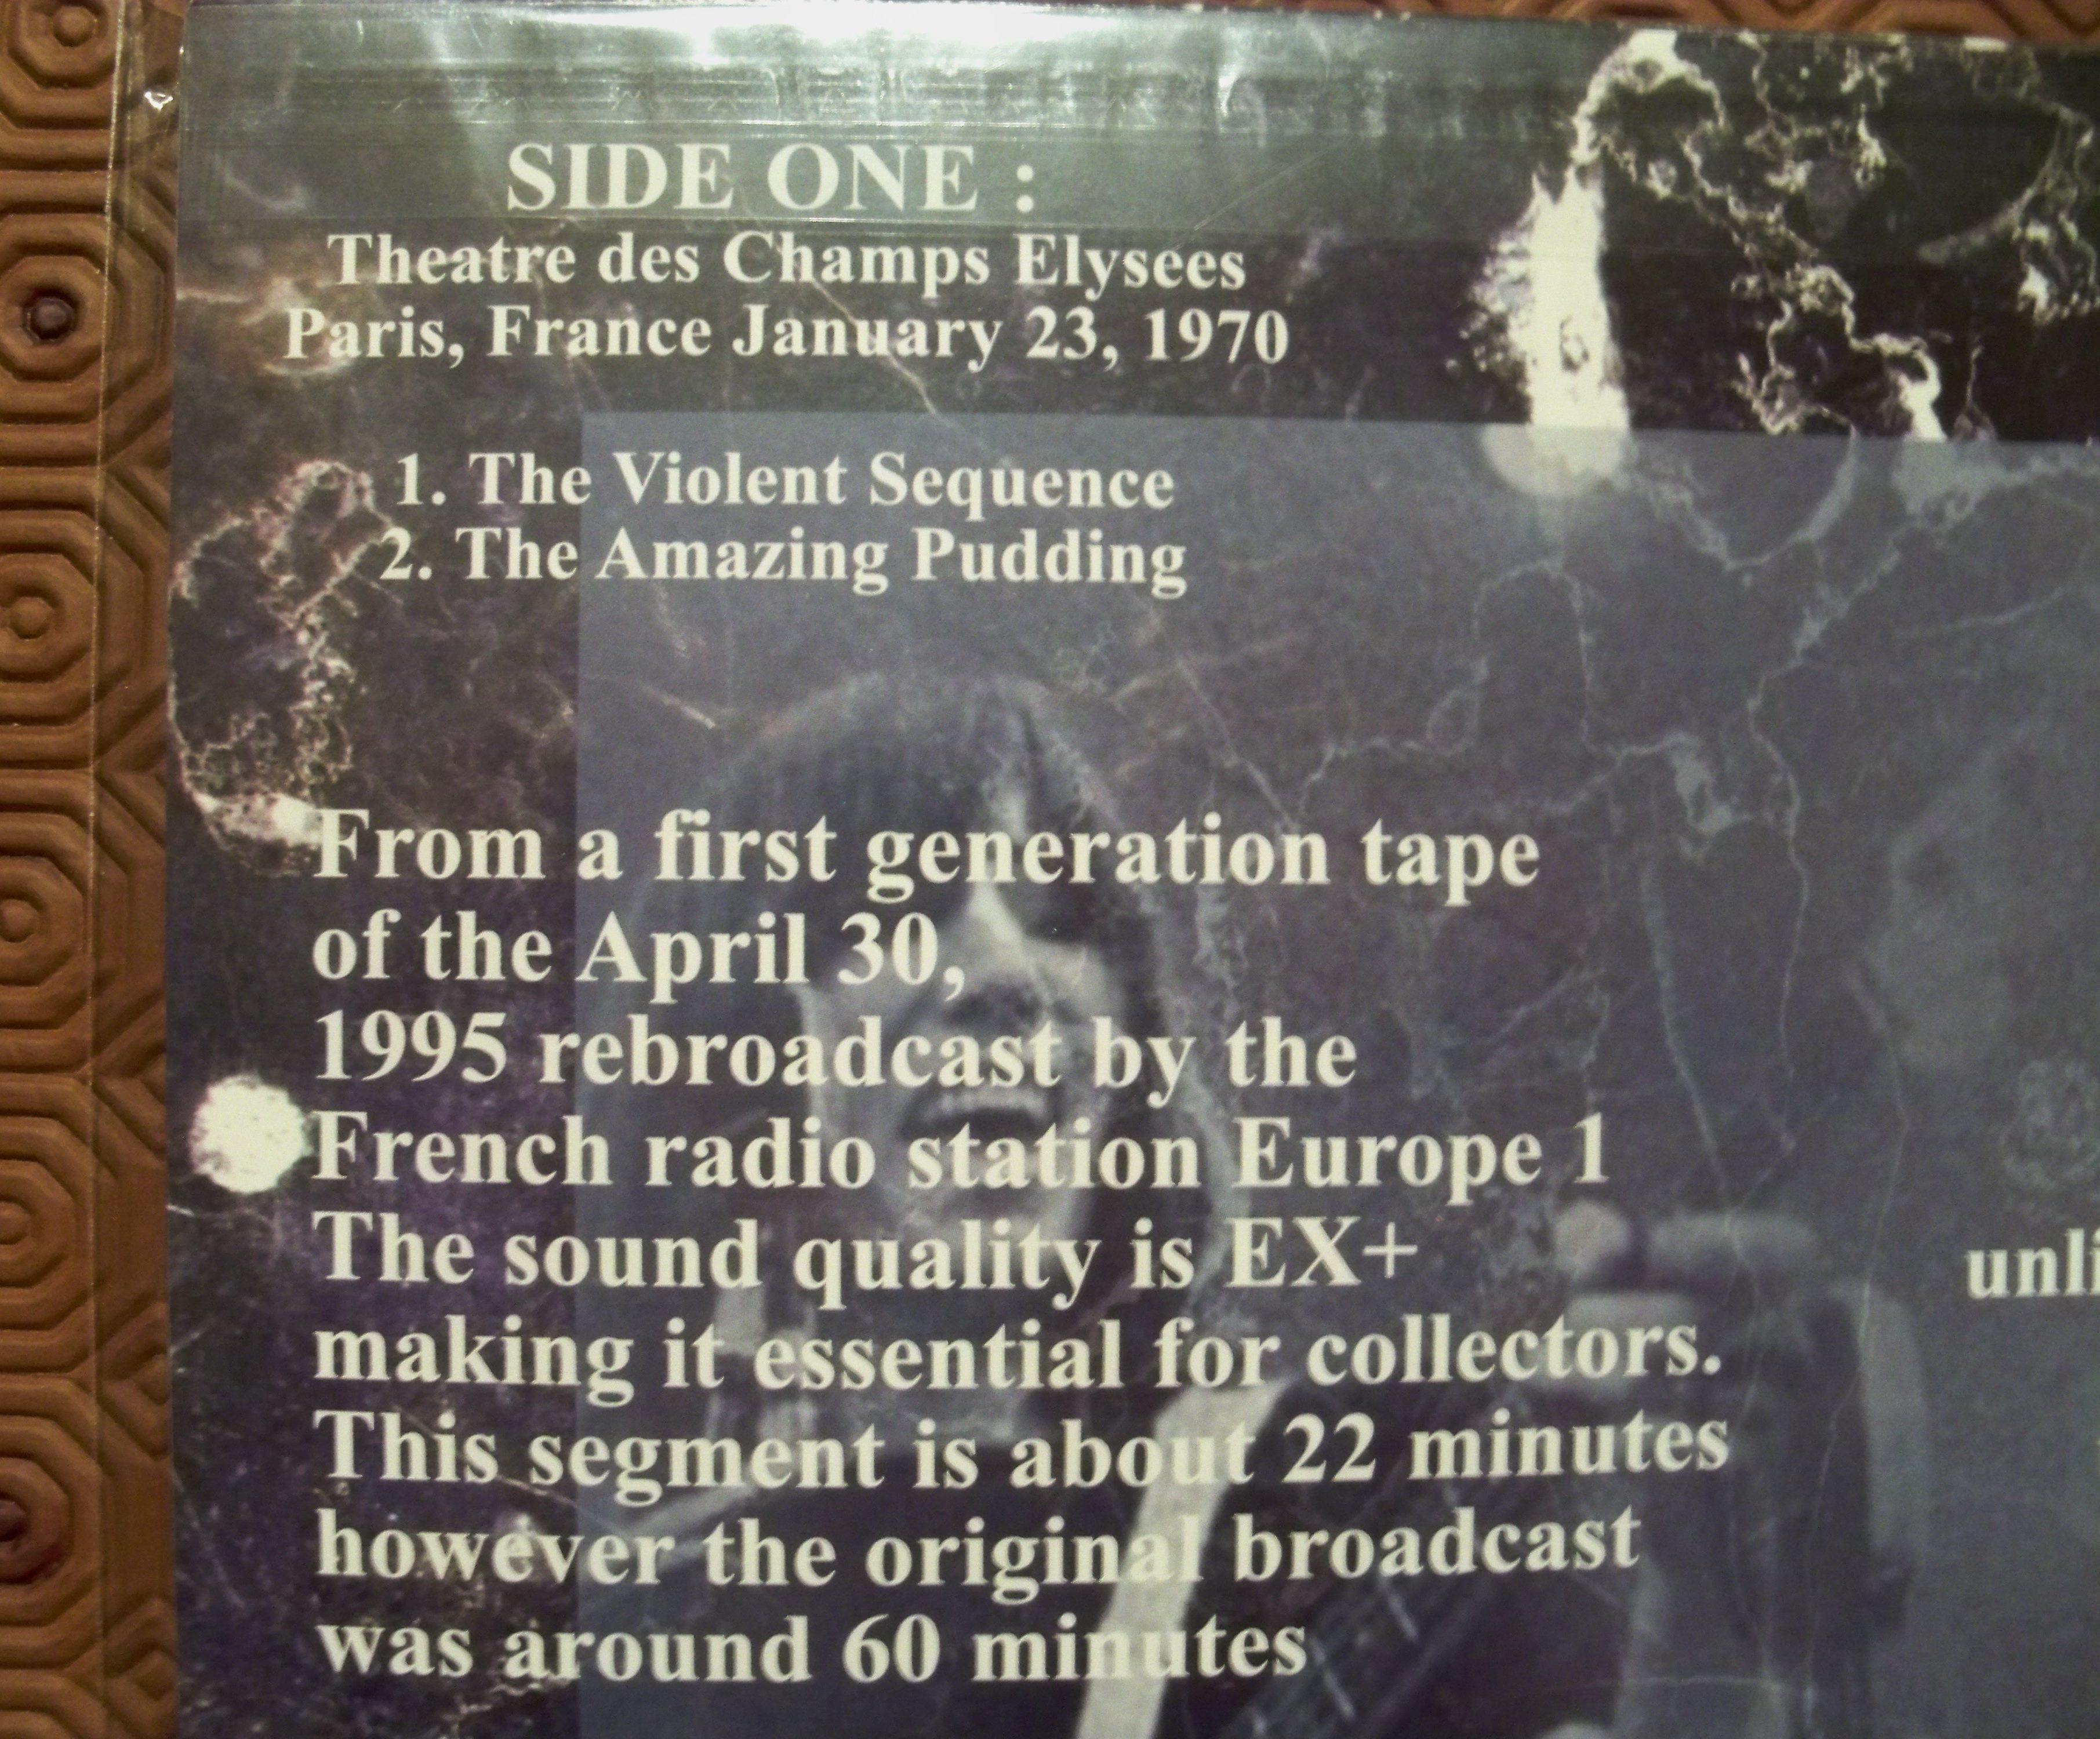 SIDE ONE :
Theatre des Champs Elysees
Paris, France January 23, 1970
1. The Violent Sequence
2. The Amazing Pudding
From a first generation tape
of the April 30,
1995 rebroadcast by the
French radio station Europe 1
The sound quality is EX+
making it essential for collectors.
This segment is about 22 minutes
however the original broadcast
was around 60 minutes